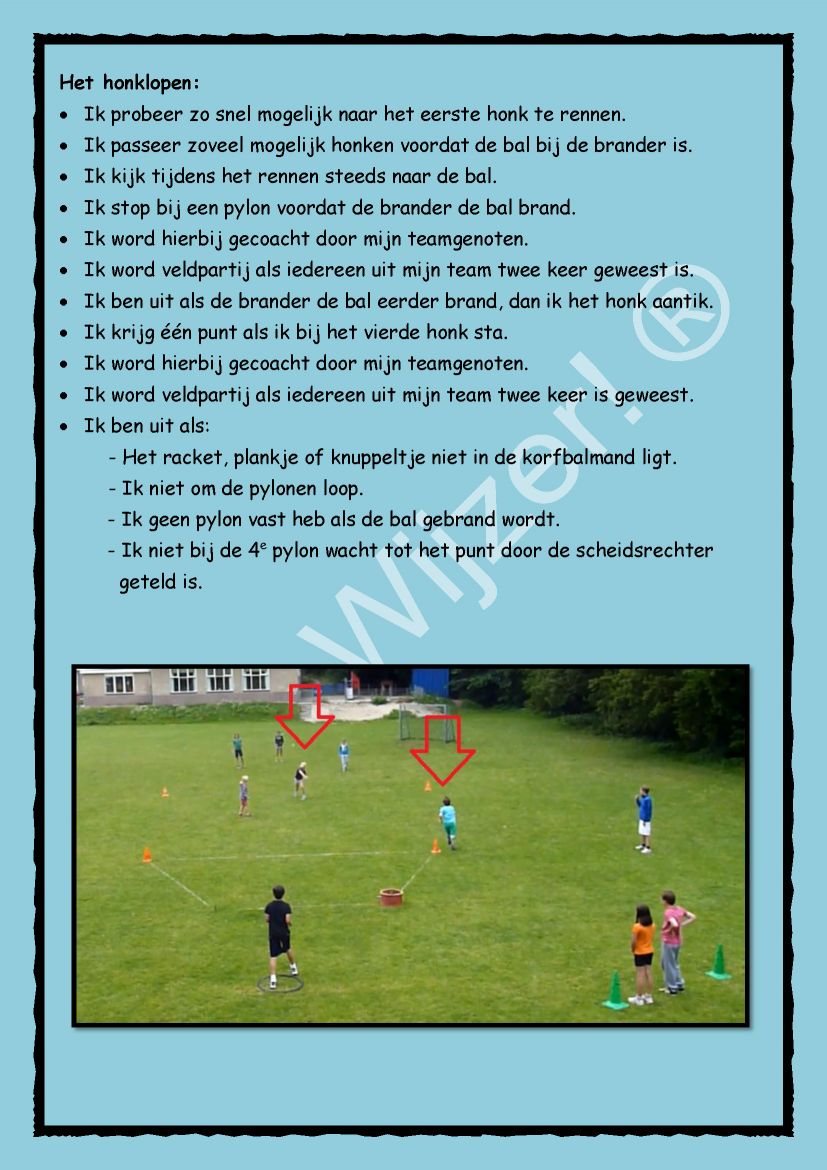 Het honklopen:
• Ik probeer zo snel mogelijk naar het eerste honk te rennen.
• Ik passeer zoveel mogelijk honken voordat de bal bij de brander is.
• Ik kijk tijdens het rennen steeds naar de bal.
• Ik stop bij een pylon voordat de brander de bal brand.
• Ik word hierbij gecoacht door mijn teamgenoten.
• Ik word veldpartij als iedereen uit mijn team twee keer geweest is.
• Ik ben uit als de brander de bal eerder brand, dan ik het honk aantik.
• Ik krijg één punt als ik bij het vierde honk sta.
• Ik word hierbij gecoacht door mijn teamgenoten.
• Ik word veldpartij als iedereen uit mijn team twee keer is geweest.
• Ik ben uit als:
- Het racket, plankje of knuppeltje niet in de korfbalmand ligt.
- Ik niet om de pylonen loop.
- Ik geen pylon vast heb als de bal gebrand wordt.
- Ik niet bij de 4e pylon wacht tot het punt door de scheidsrechter
geteld is.
Wijzer! ®